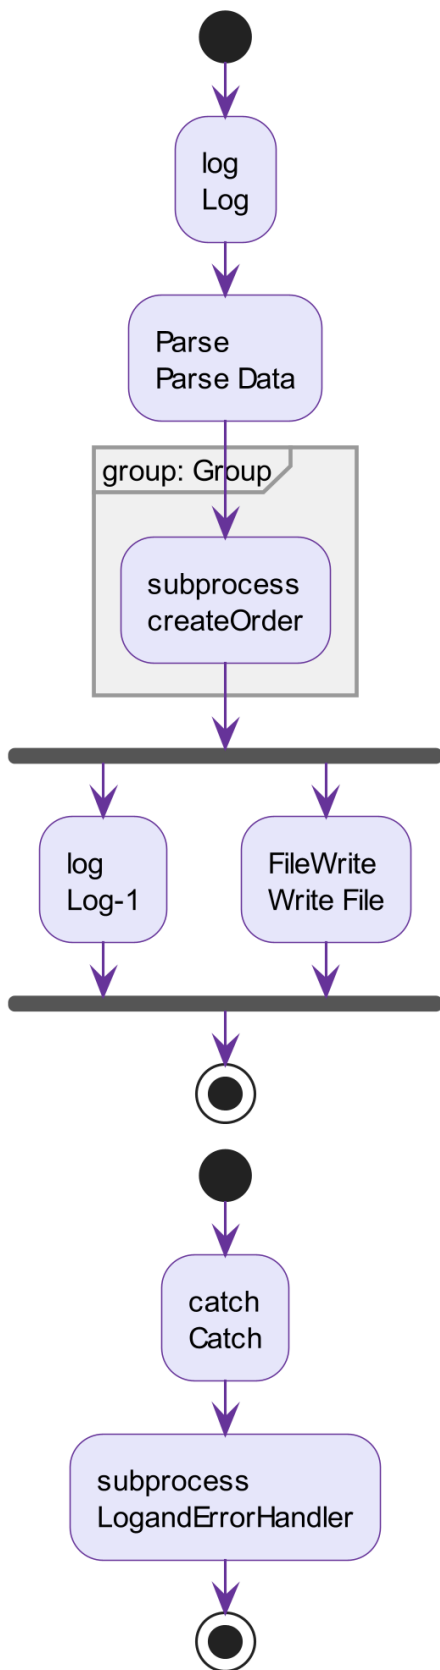 log
Log
Parse
Parse Data
group: Group
subprocess
createOrder
log
Log-1
FileWrite
Write File
catch
Catch
subprocess
LogandErrorHandler